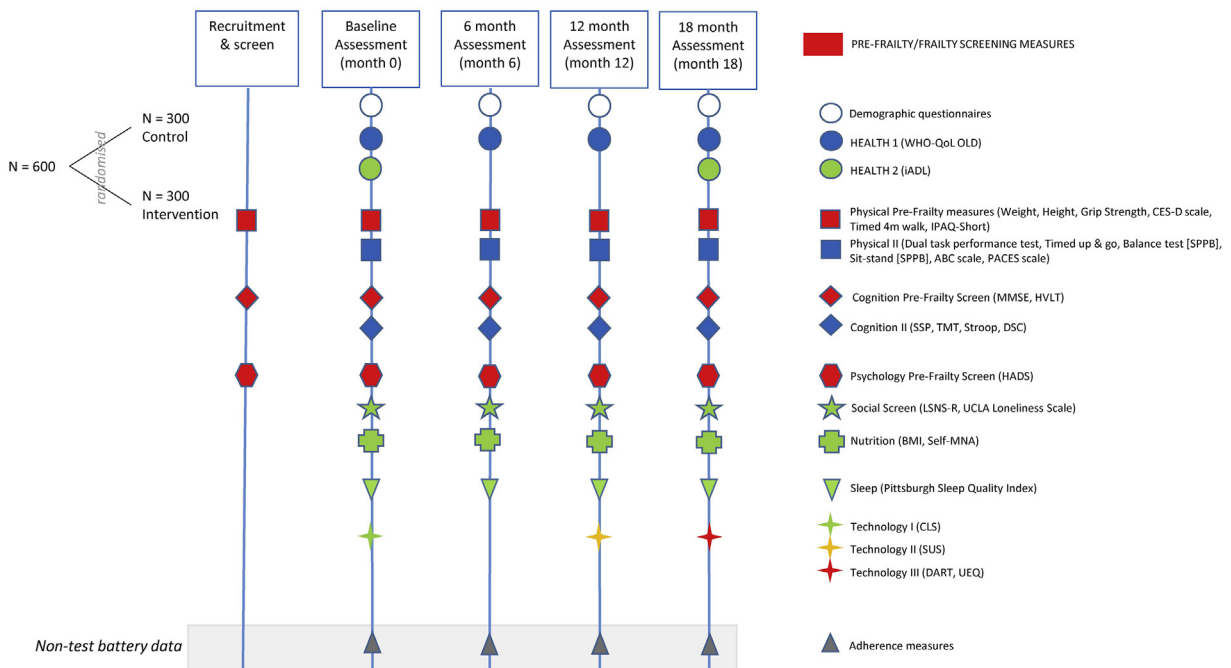 Recruitment
& screen
Baseline
Assessment
(month 0)
6 month
Assessment
(month 6)
12 month
Assessment
(month 12)
18 month
Assessment
(month 18)
N = 600
randomised
N = 300
Control
N = 300
Intervention
PRE-FRAILTY/FRAILTY SCREENING MEASURES
Demographic questionnaires
HEALTH 1 (WHO-QoL OLD)
HEALTH 2 (iADL)
Physical Pre-Frailty measures (Weight, Height, Grip Strength, CES-D scale,
Timed 4m walk, IPAQ-Short)
Physical II (Dual task performance test, Timed up & go, Balance test [SPPB],
Sit-stand [SPPB], ABC scale, PACES scale)
Cognition Pre-Frailty Screen (MMSE, HVLT)
Cognition II (SSP, TMT, Stroop, DSC)
Psychology Pre-Frailty Screen (HADS)
Social Screen (LSNS-R, UCLA Loneliness Scale)
Nutrition (BMI, Self-MNA)
Sleep (Pittsburgh Sleep Quality Index)
Technology I (CLS)
Technology II (SUS)
Technology III (DART, UEQ)
Non-test battery data
Adherence measures